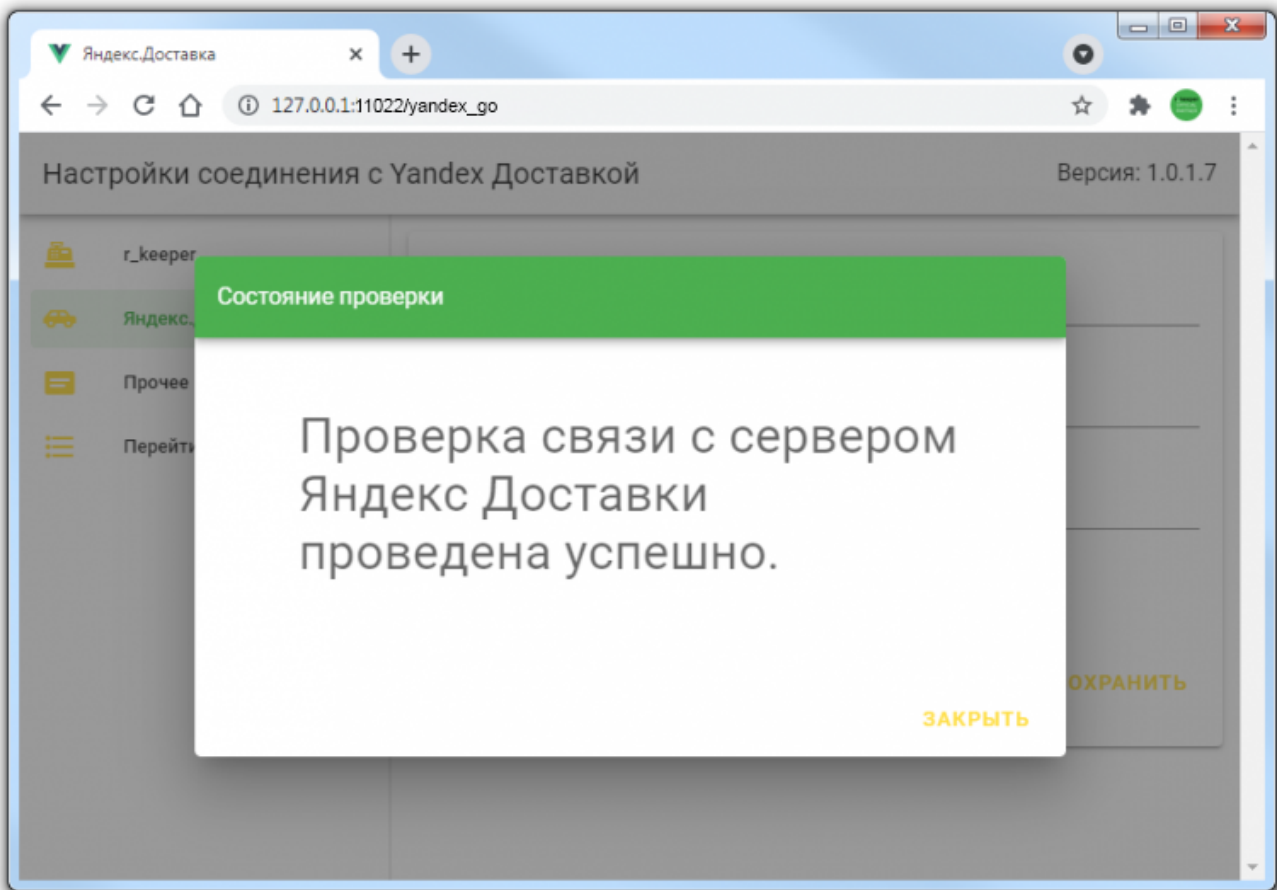 Яндекс.Доставка
127.0.0.1:11022/yandex_go
Настройки соединения с Yandex Доставкой
Версия: 1.0.1.7
r_keeper
Яндекс.
Прочее
Перейти
Состояние проверки
Проверка связи с сервером
Яндекс Доставки
проведена успешно.
ОХРАНИТЬ
ЗАКРЫТЬ